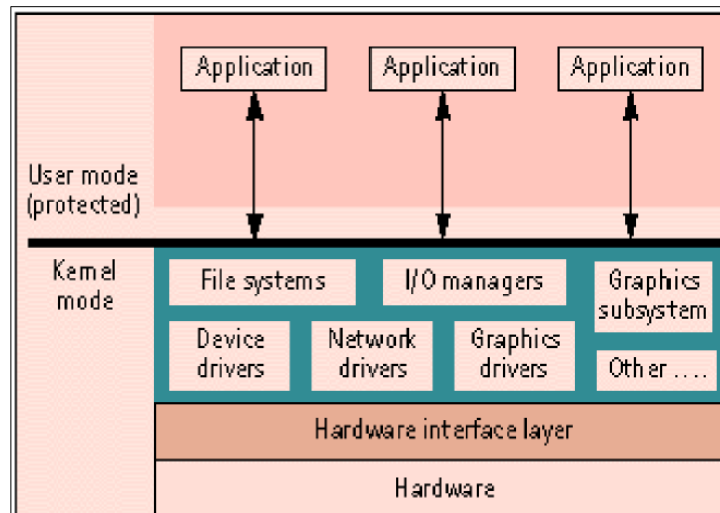 Application
Application
Application
User mode
(protected)
Kernel
mode
File systems
I/O managers
Graphics
subsystem
Device
drivers
Network
drivers
Graphics
drivers
Other ....
Hardware interface layer
Hardware